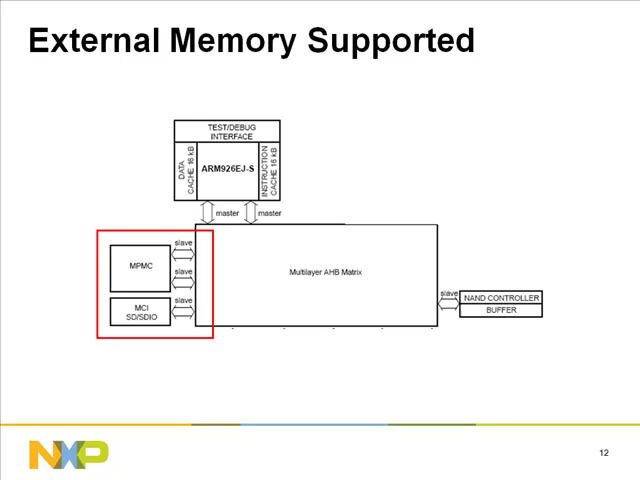 External Memory Supported
TEST/DEBUG
INTERFACE
DATA
CACHE 16 kB
ARM926EJ-S
INSTRUCTION
CACHE 16 kB
master
master
slave
MPMC
slave
slave
MCI
SD/SDIO
Multilayer AHB Matrix
slave
NAND CONTROLLER
BUFFER
NXP
12